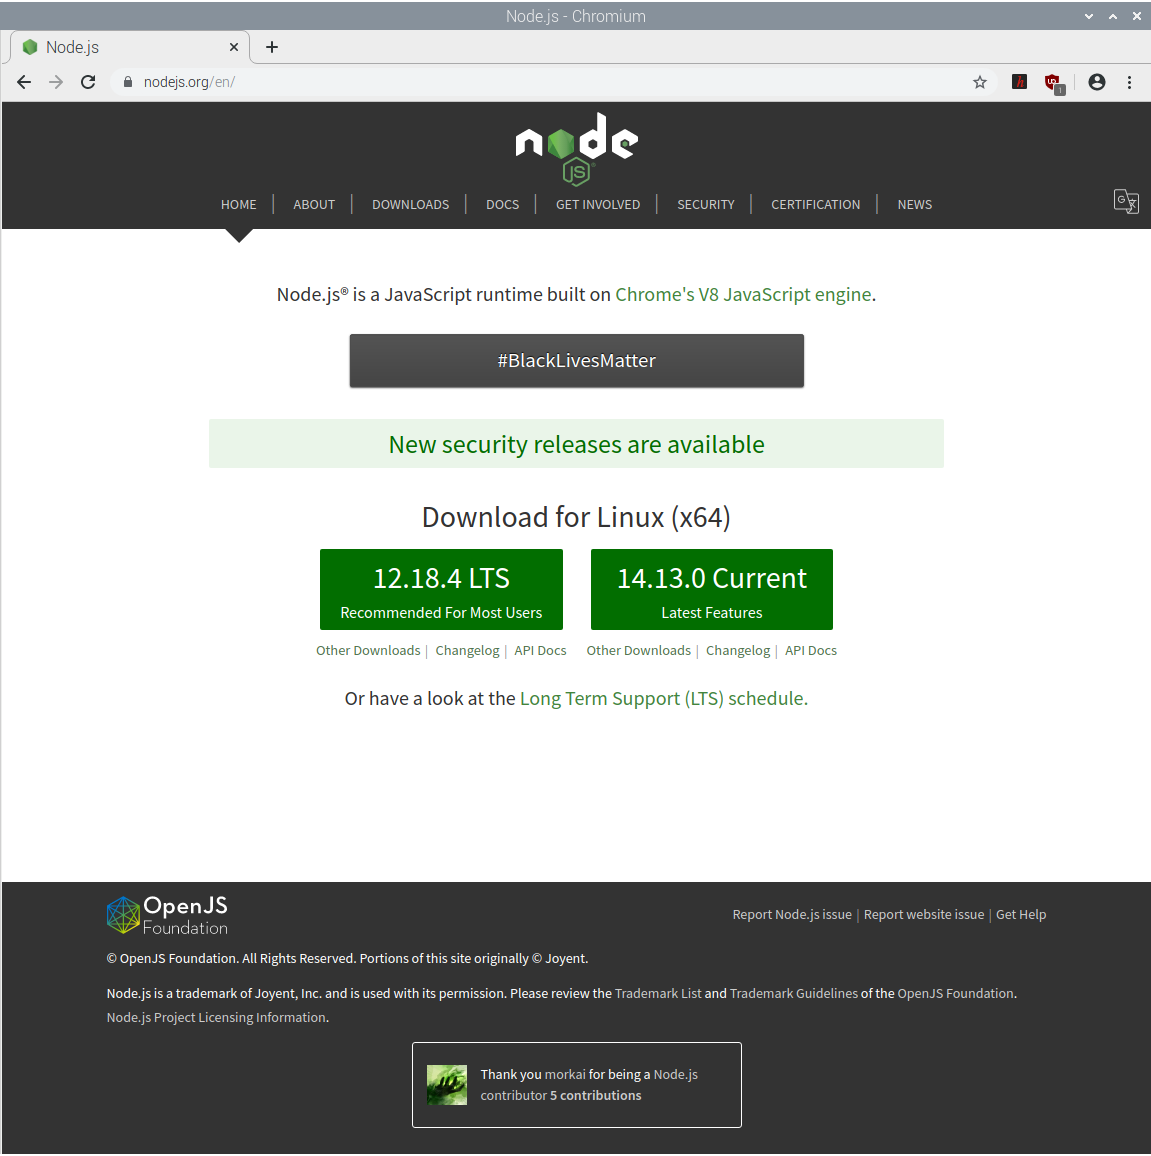 Node.js - Chromium
Node.js
nodejs.org/en/
1
node
JS
HOME | ABOUT | DOWNLOADS | DOCS | GET INVOLVED | SECURITY | CERTIFICATION | NEWS
Node.js® is a JavaScript runtime built on Chrome's V8 JavaScript engine.
#BlackLivesMatter
New security releases are available
Download for Linux (x64)
12.18.4 LTS
Recommended For Most Users
14.13.0 Current
Latest Features
Other Downloads | Changelog | API Docs
Other Downloads | Changelog | API Docs
Or have a look at the Long Term Support (LTS) schedule.
OpenJS
Foundation
Report Node.js issue | Report website issue | Get Help
© OpenJS Foundation. All Rights Reserved. Portions of this site originally © Joyent.
Node.js is a trademark of Joyent, Inc. and is used with its permission. Please review the Trademark List and Trademark Guidelines of the OpenJS Foundation.
Node.js Project Licensing Information.
Thank you morkai for being a Node.js
contributor 5 contributions